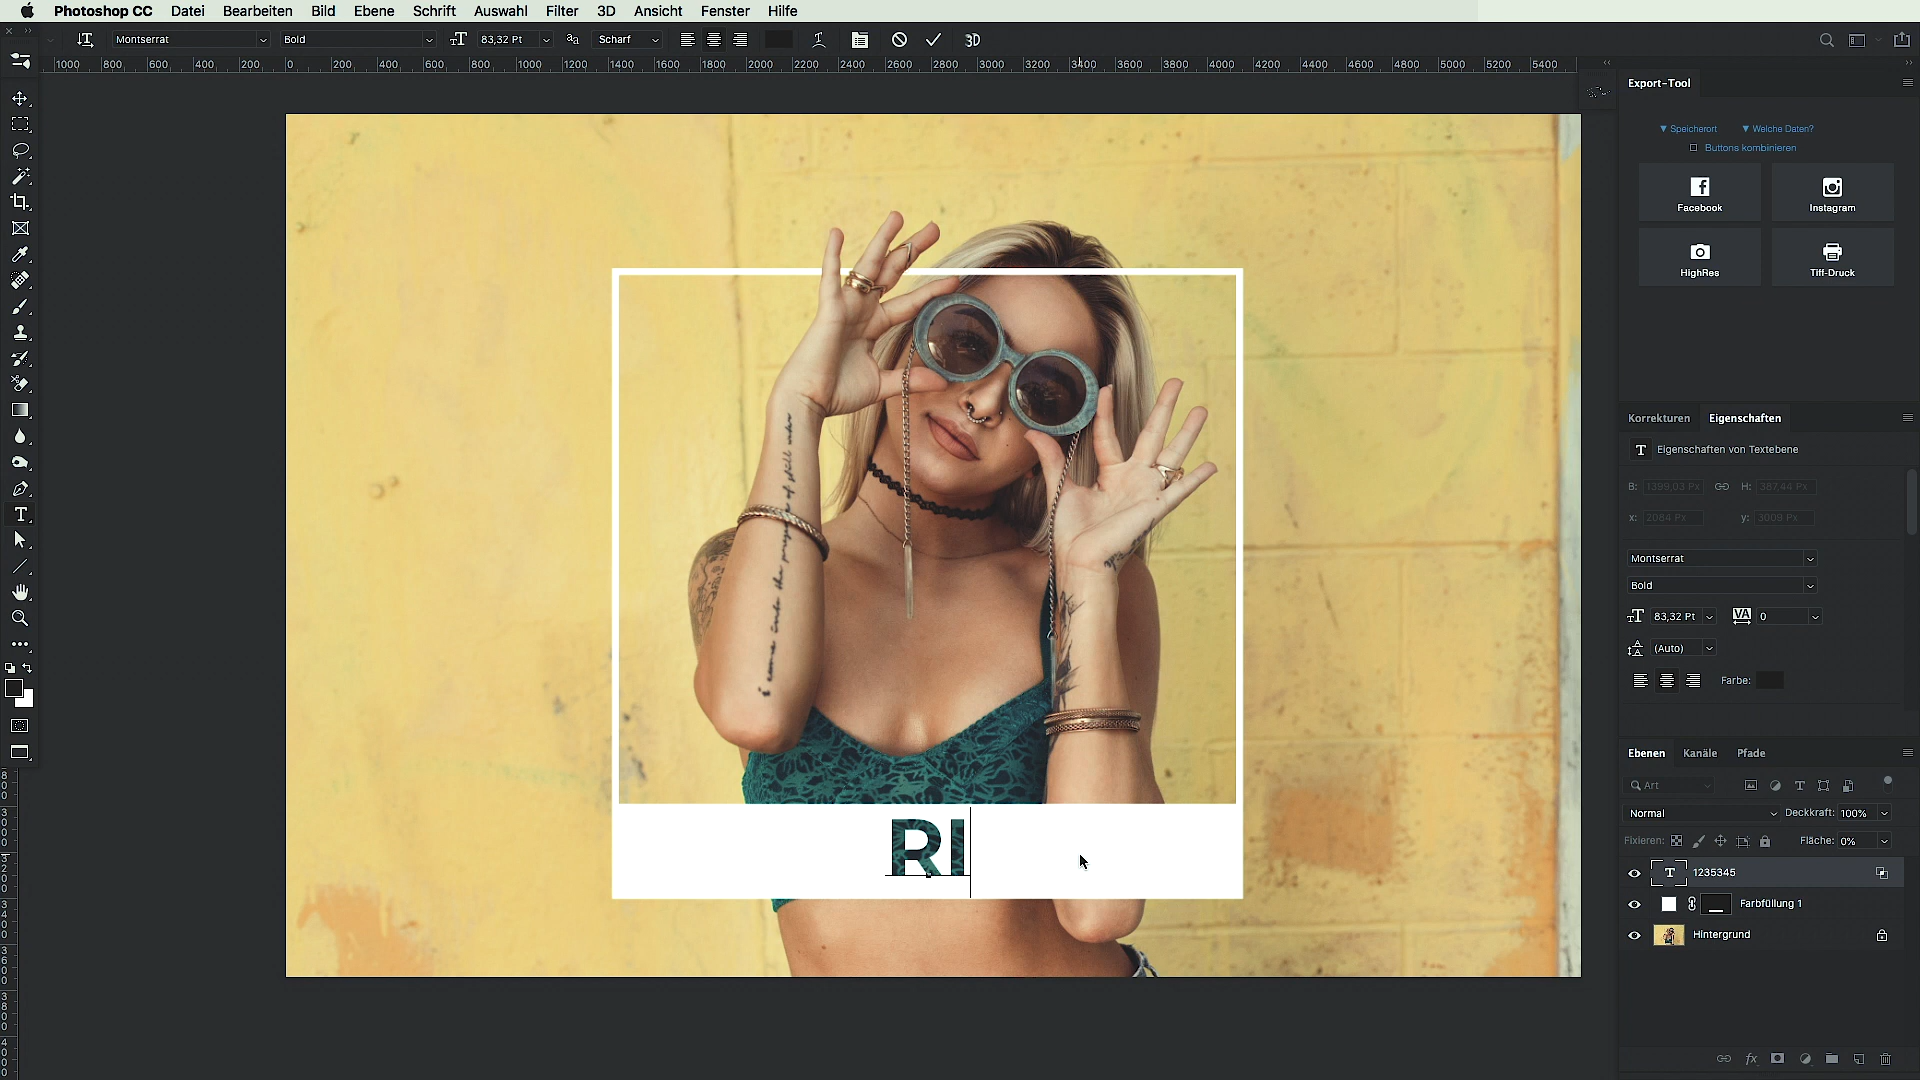 Photoshop CC Datei Bearbeiten Bild Ebene Schrift Auswahl Filter 3D Ansicht Fenster Hilfe
Montserrat Bold 83,32 Pt Scharf 3D
1000 800 600 400 200 0 200 400 600 800 1000 1200 1400 1600 1800 2000 2200 2400 2600 2800 3000 3200 3400 3600 3800 4000 4200 4400 4600 4800 5000 5200 5400
Export-Tool
Speicherort Welche Daten?
Buttons kombinieren
Facebook Instagram
HighRes Tiff-Druck
Korrekturen Eigenschaften
T Eigenschaften von Textebene
B: 1399,03 Px H: 387,44 Px
x: 2084 Px y: 3009 Px
Montserrat
Bold
83,32 Pt VA 0
(Auto)
Farbe:
RI
Ebenen Kanäle Pfade
Art
Normal Deckkraft: 100%
Fixieren: Fläche: 0%
T 1235345
Farbfüllung 1
Hintergrund
fx